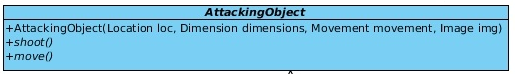 AttackingObject
+AttackingObject(Location loc, Dimension dimensions, Movement movement, Image img)
+shoot()
+move()